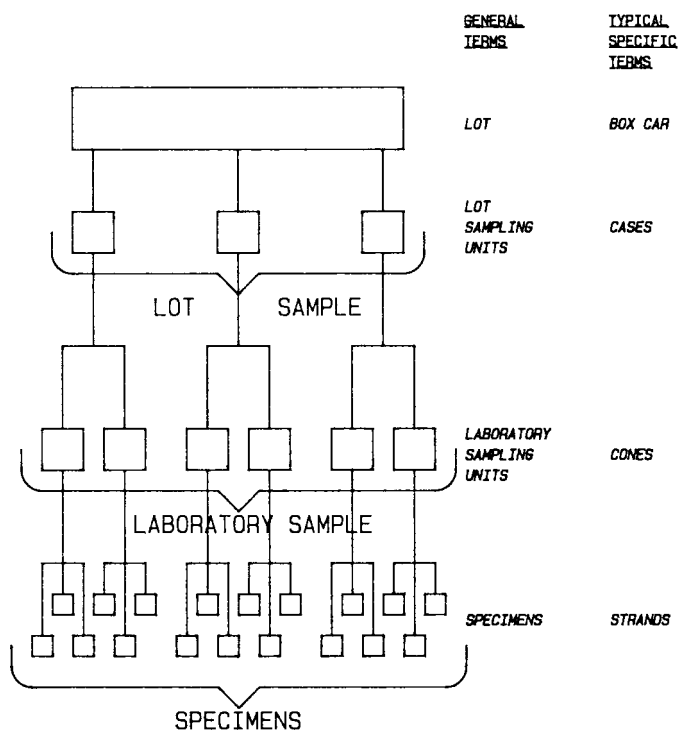 GENERAL TERMS
TYPICAL SPECIFIC TERMS
LOT
BOX CAR
LOT SAMPLING UNITS
CASES
LOT SAMPLE
LABORATORY SAMPLING UNITS
CONES
LABORATORY SAMPLE
SPECIMENS
STRANDS
SPECIMENS